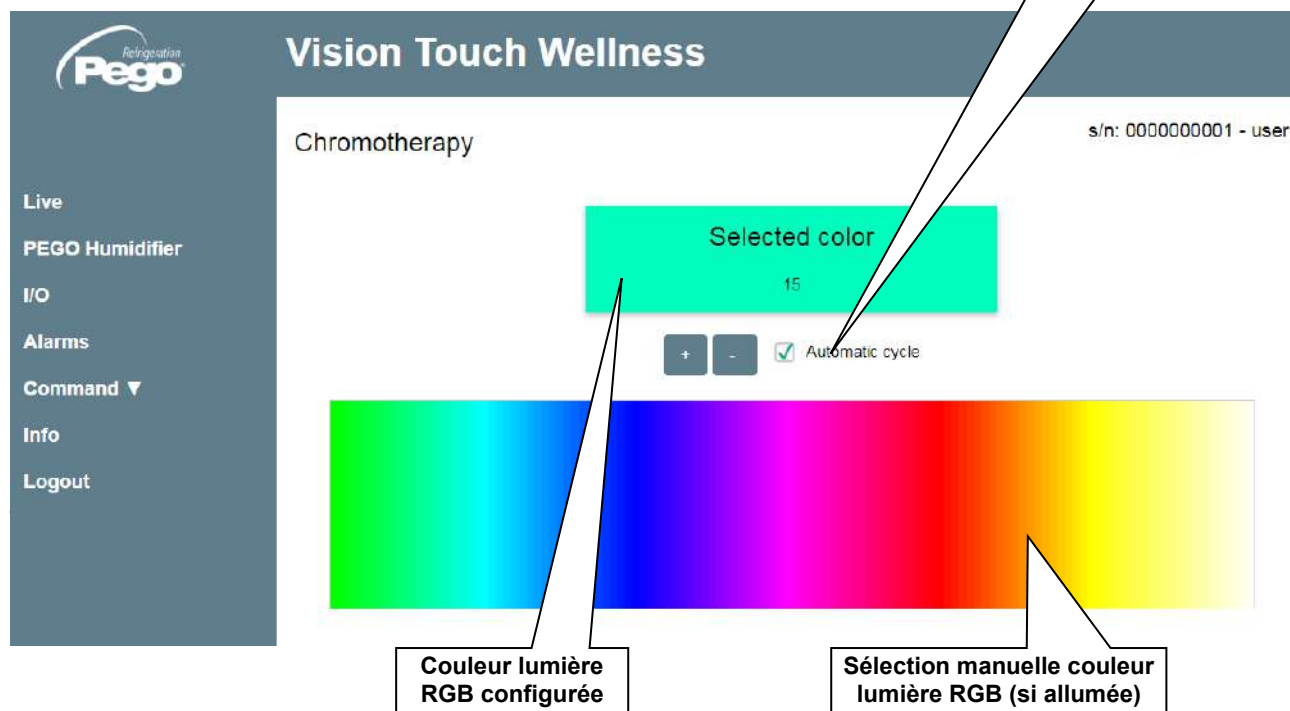 Refrigeration
Pego
Vision Touch Wellness
Chromotherapy
s/n: 0000000001 - user
Live
PEGO Humidifier
I/O
Alarms
Command ▼
Info
Logout
Selected color
15
+ - Automatic cycle
Couleur lumière
RGB configurée
Sélection manuelle couleur
lumière RGB (si allumée)